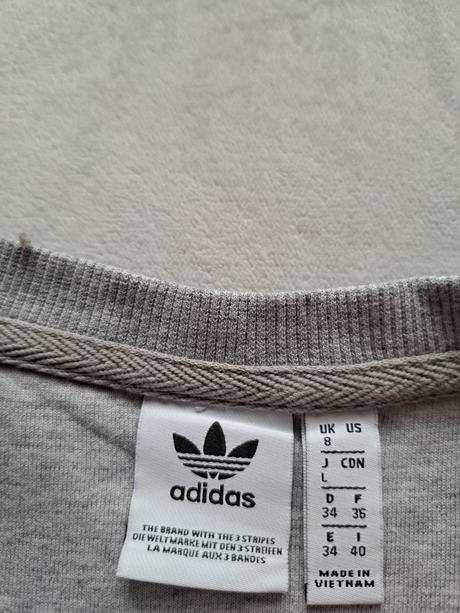 adidas
THE BRAND WITH THE 3 STRIPES
DIE WELTMARKE MIT DEN 3 STREIFEN
LA MARQUE AUX 3 BANDES
UK US
8
J CDN
L
D F
34 36
E I
34 40
MADE IN
VIETNAM